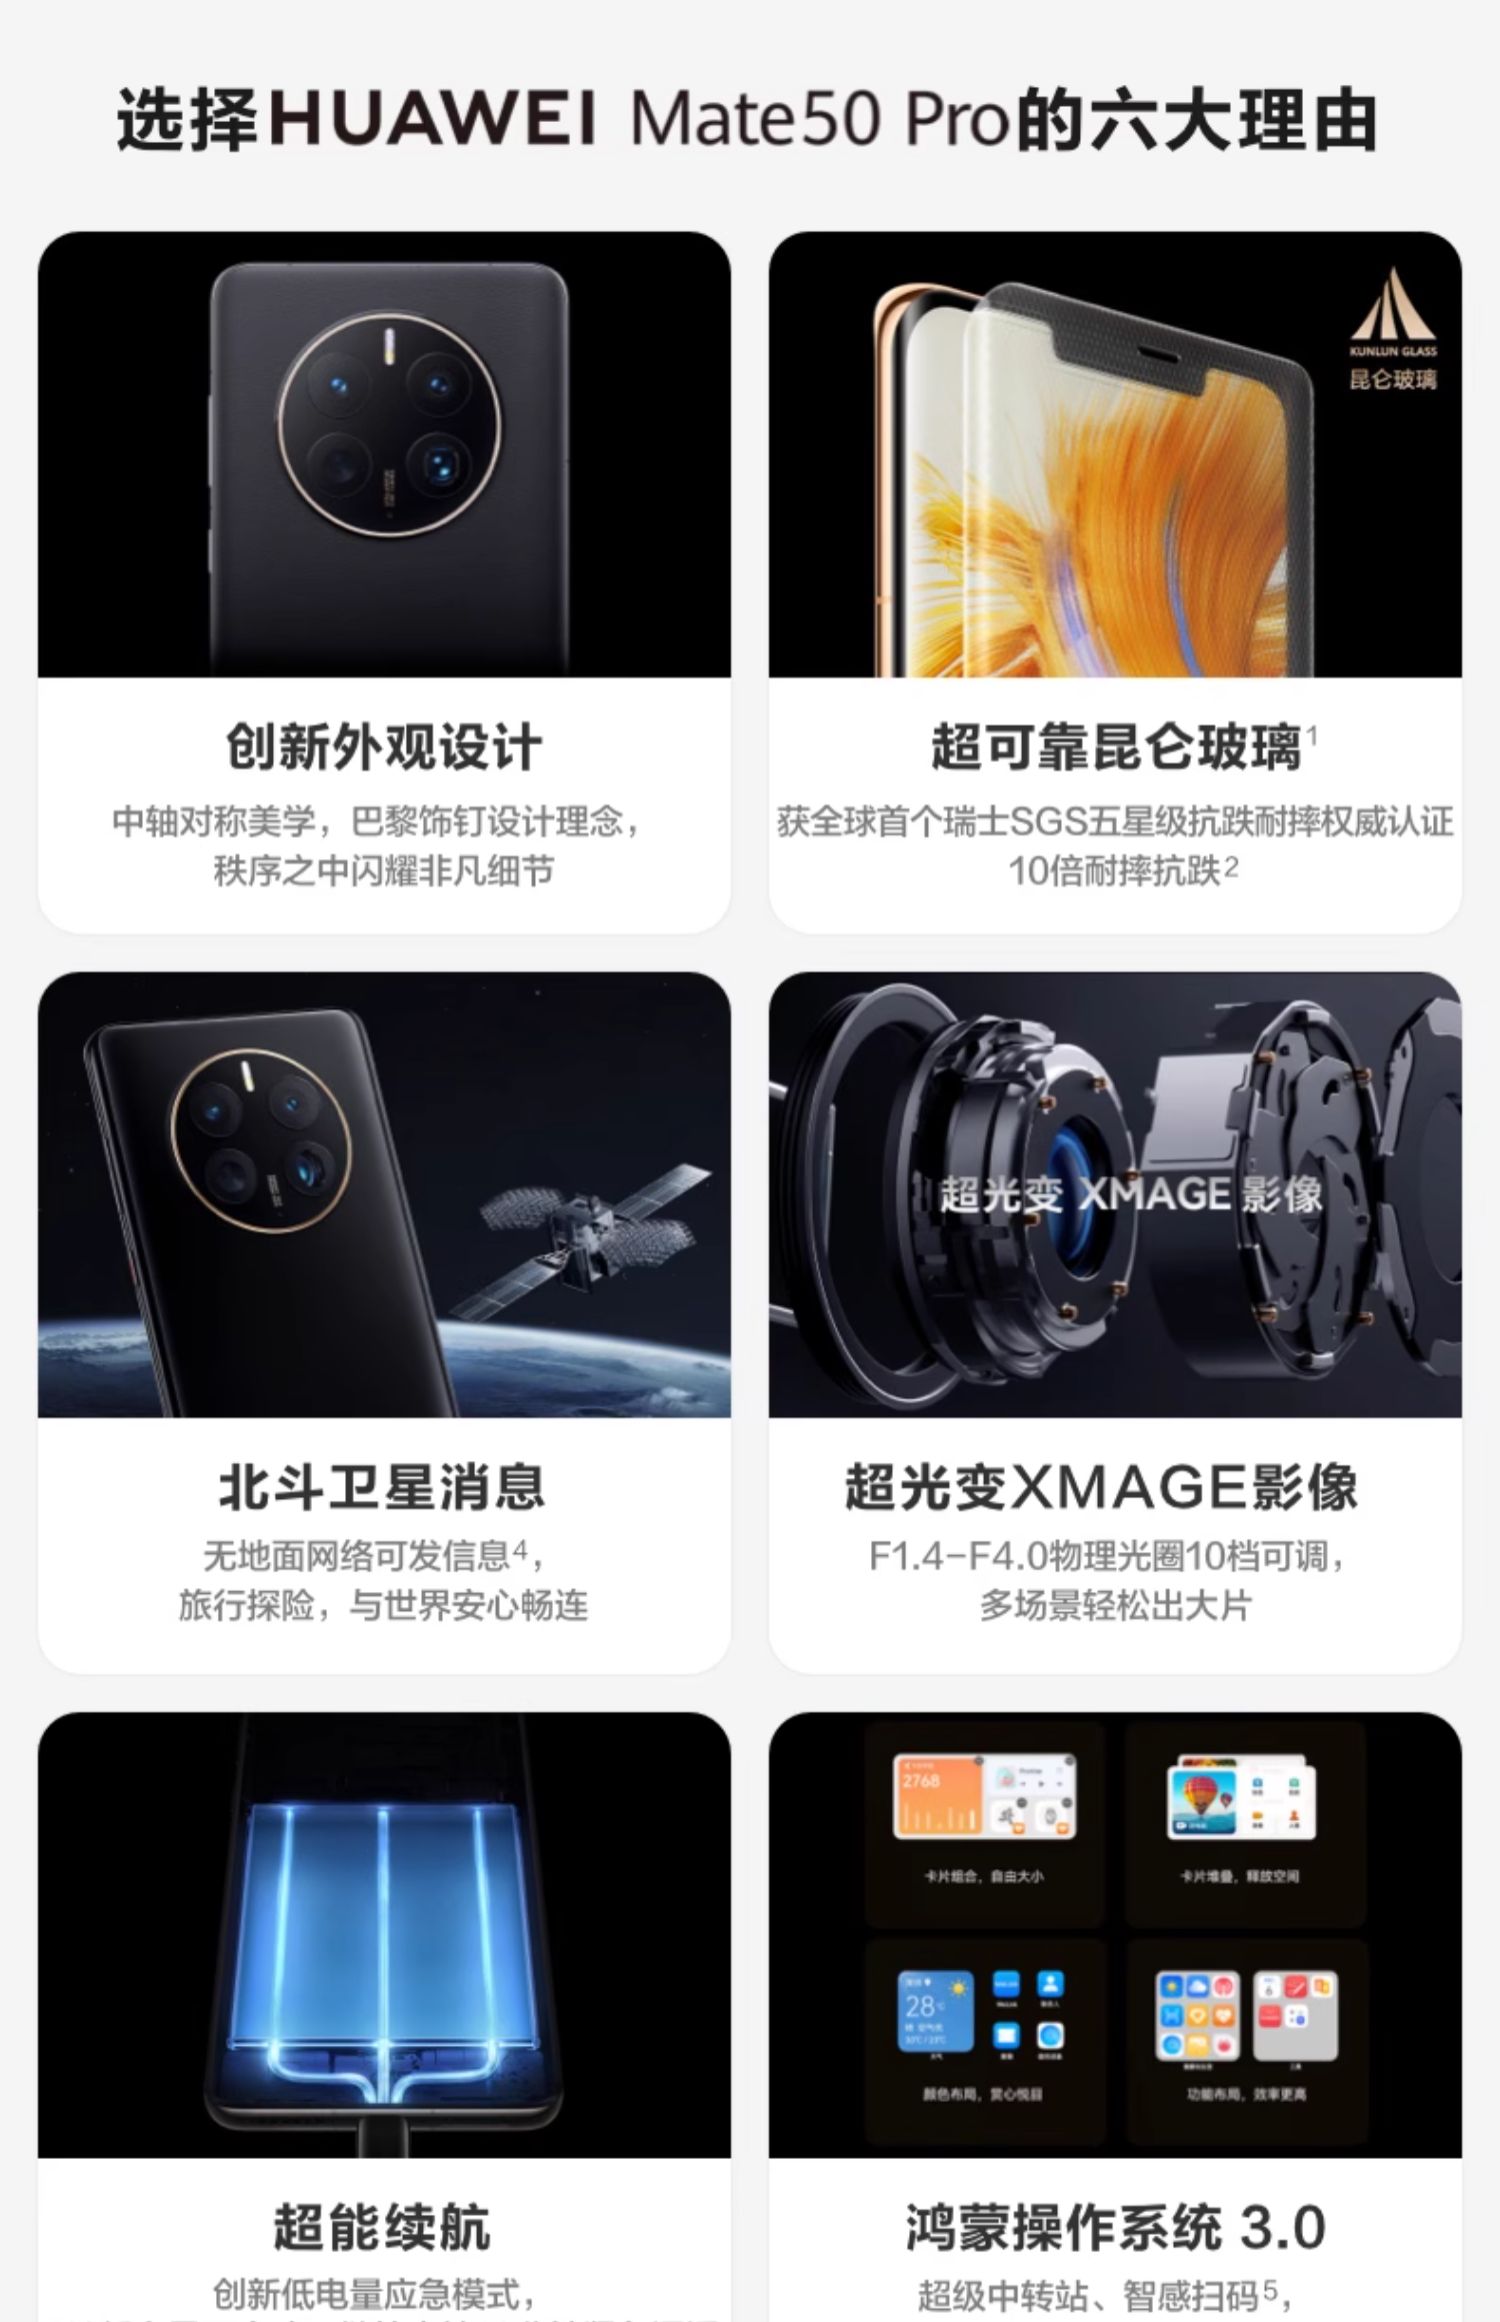 选择HUAWEI Mate50 Pro的六大理由
KUNLUN GLASS
昆仑玻璃
创新外观设计
中轴对称美学，巴黎饰钉设计理念，
秩序之中闪耀非凡细节
超可靠昆仑玻璃1
获全球首个瑞士SGS五星级抗跌耐摔权威认证
10倍耐摔抗跌2
超光变 XMAGE 影像
北斗卫星消息
无地面网络可发信息4，
旅行探险，与世界安心畅连
超光变XMAGE影像
F1.4-F4.0物理光圈10档可调，
多场景轻松出大片
2768
卡片组合，自由大小
卡片堆叠，释放空间
28
颜色布局，赏心悦目
功能布局，效率更高
超能续航
创新低电量应急模式，
鸿蒙操作系统 3.0
超级中转站、智感扫码5，